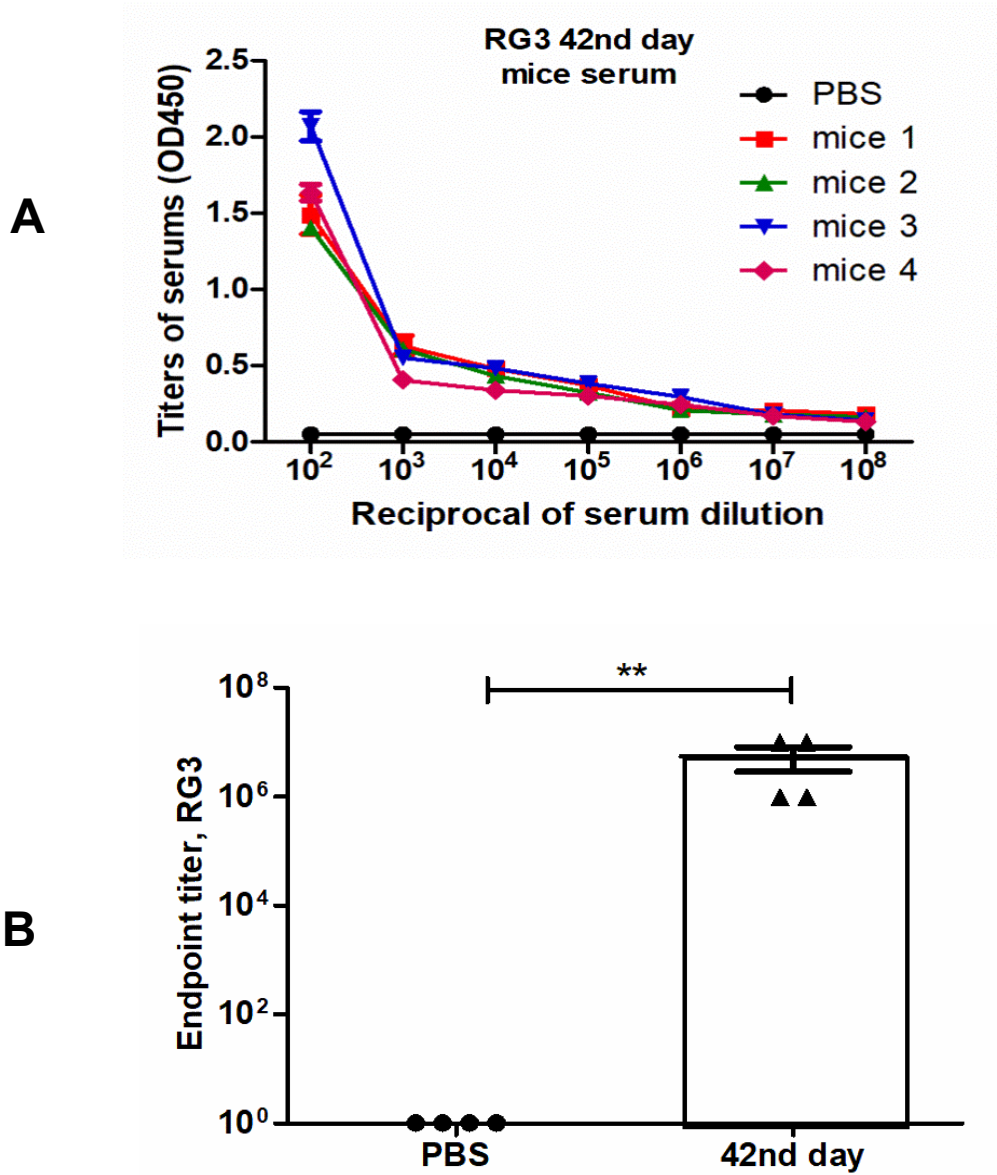 A
RG3 42nd day
mice serum
Titers of serums (OD450)
2.5
2.0
1.5
1.0
0.5
0.0
PBS
mice 1
mice 2
mice 3
mice 4
10² 10³ 10⁴ 10⁵ 10⁶ 10⁷ 10⁸
Reciprocal of serum dilution
B
**
Endpoint titer, RG3
10⁸
10⁶
10⁴
10²
10⁰
PBS 42nd day